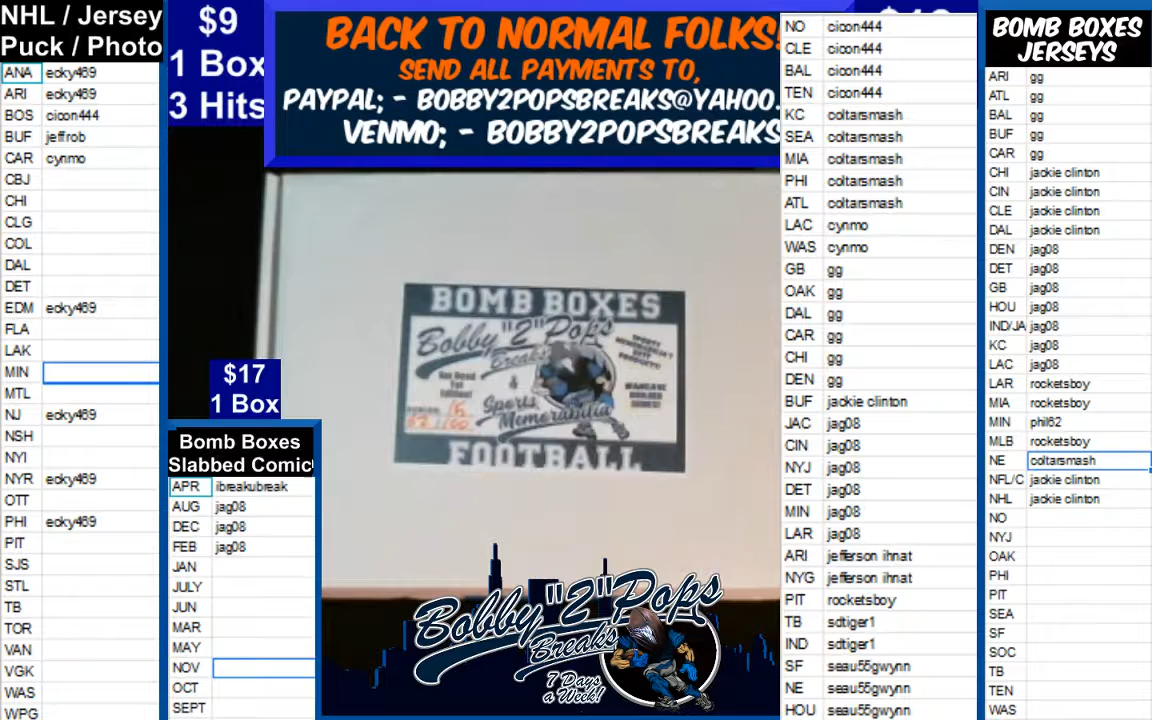 NHL / Jersey
Puck / Photo
ANA edky469
ARI edky469
BOS cicon444
BUF jeffrob
CAR cynmo
CBJ
CHI
CLG
COL
DAL
DET
EDM edky469
FLA
LAK
MIN
MTL
NJ edky469
NSH
NYI
NYR edky469
OTT
PHI edky469
PIT
SJS
STL
TB
TOR
VAN
VGK
WAS
WPG
$9
1 Box
3 Hits
$17
1 Box
Bomb Boxes
Slabbed Comic
APR ibreakubreak
AUG jag08
DEC jag08
FEB jag08
JAN
JULY
JUN
MAR
MAY
NOV
OCT
SEPT
BACK TO NORMAL FOLKS!
SEND ALL PAYMENTS TO,
PAYPAL; - BOBBY2POPSBREAKS@YAHOO.
VENMO; - BOBBY2POPSBREAKS
BOMB BOXES
Bobby "2" Pops
Breaks
&
Sports
Memorabilia
FOOTBALL
Bobby "2" Pops
Breaks
7 Days
a Week!
NO cicon444
CLE cicon444
BAL cicon444
TEN cicon444
KC coltarsmash
SEA coltarsmash
MIA coltarsmash
PHI coltarsmash
ATL coltarsmash
LAC cynmo
WAS cynmo
GB gg
OAK gg
DAL gg
CAR gg
CHI gg
DEN gg
BUF jackie clinton
JAC jag08
CIN jag08
NYJ jag08
DET jag08
MIN jag08
LAR jag08
ARI jefferson ihnat
NYG jefferson ihnat
PIT rocketsboy
TB sdtiger1
IND sdtiger1
SF seau55gwynn
NE seau55gwynn
HOU seau55gwynn
BOMB BOXES
JERSEYS
ARI gg
ATL gg
BAL gg
BUF gg
CAR gg
CHI jackie clinton
CIN jackie clinton
CLE jackie clinton
DAL jackie clinton
DEN jag08
DET jag08
GB jag08
HOU jag08
IND/JA jag08
KC jag08
LAC jag08
LAR rocketsboy
MIA rocketsboy
MIN phil62
MLB rocketsboy
NE coltarsmash
NFL/C jackie clinton
NHL jackie clinton
NO
NYJ
OAK
PHI
PIT
SEA
SF
SOC
TB
TEN
WAS